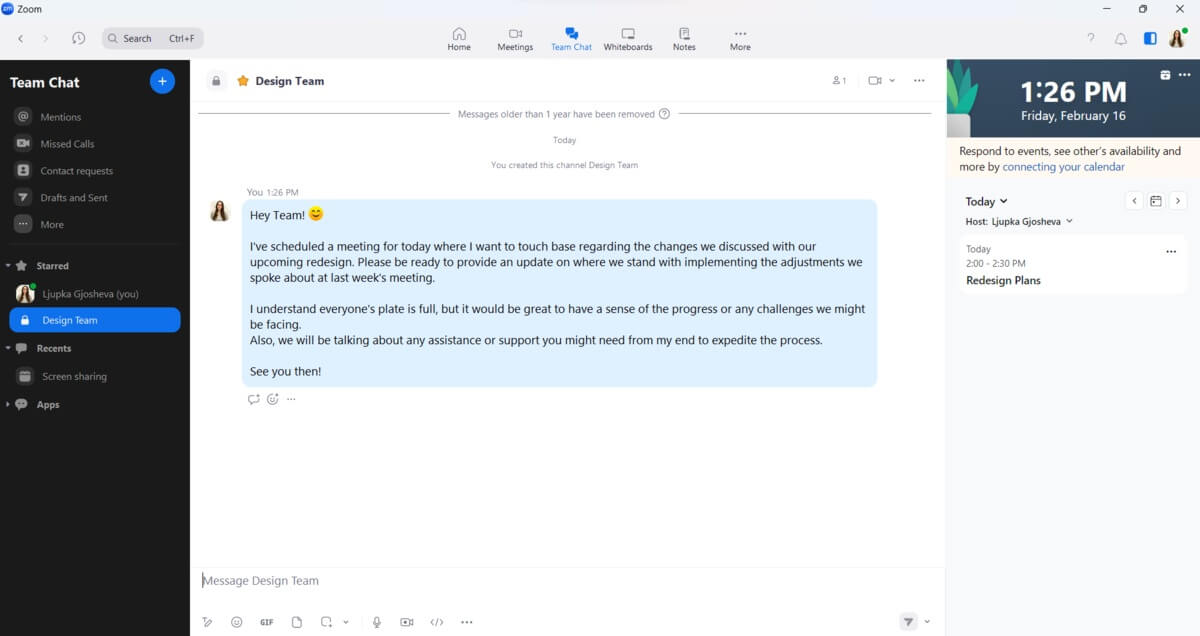 Zoom
Search Ctrl+F
Home Meetings Team Chat Whiteboards Notes More
Team Chat
Mentions
Missed Calls
Contact requests
Drafts and Sent
More
Starred
Ljupka Gjosheva (you)
Design Team
Recents
Screen sharing
Apps
Design Team
1
Messages older than 1 year have been removed
Today
You created this channel Design Team
You 1:26 PM
Hey Team! 😊
I've scheduled a meeting for today where I want to touch base regarding the changes we discussed with our
upcoming redesign. Please be ready to provide an update on where we stand with implementing the adjustments we
spoke about at last week's meeting.
I understand everyone's plate is full, but it would be great to have a sense of the progress or any challenges we might
be facing.
Also, we will be talking about any assistance or support you might need from my end to expedite the process.
See you then!
Message Design Team
GIF
1:26 PM
Friday, February 16
Respond to events, see other's availability and
more by connecting your calendar
Today
Host: Ljupka Gjosheva
Today
2:00 - 2:30 PM
Redesign Plans